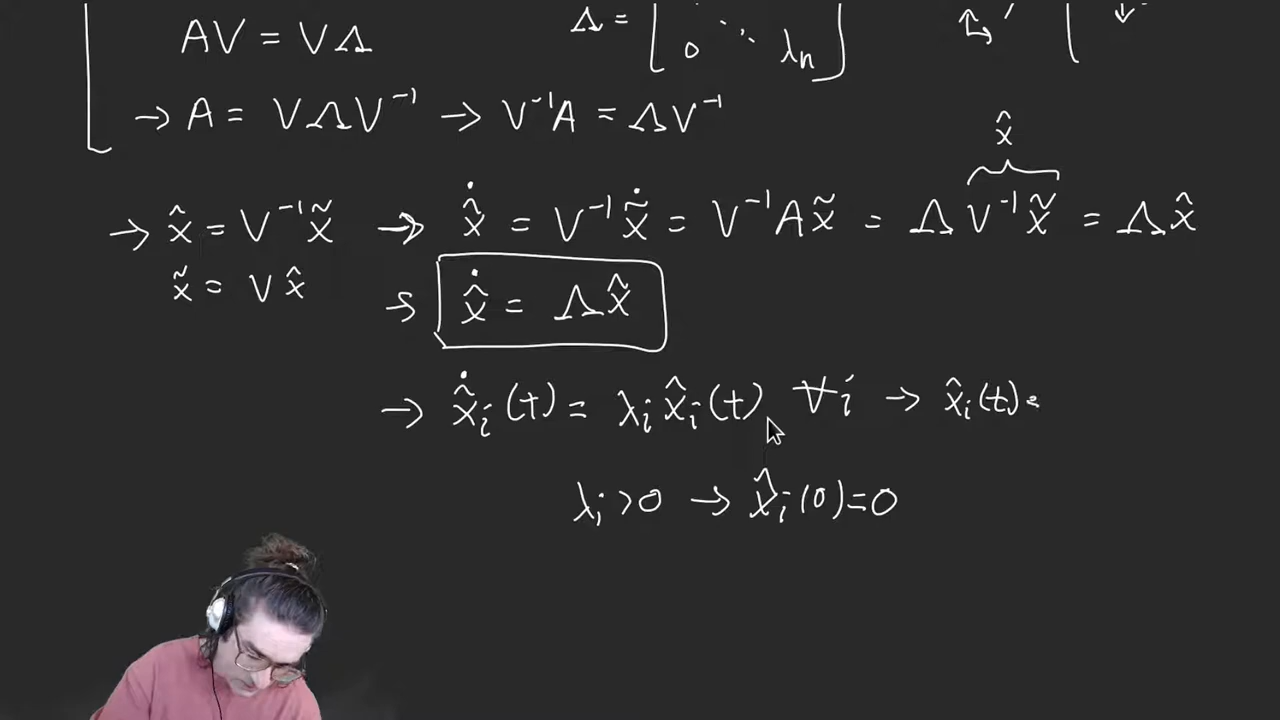 AV = VΛ
Λ = [ ⋱ 0 λn ]
→ A = VΛV⁻¹ → V⁻¹A = ΛV⁻¹
x̂
→ x̂ = V⁻¹x̃ → x̂̇ = V⁻¹x̃̇ = V⁻¹Ax̃ = ΛV⁻¹x̃ = Λx̂
x̃ = Vx̂
→ x̂̇ = Λx̂
→ x̂̇ᵢ(t) = λᵢx̂ᵢ(t), ∀i → x̂ᵢ(t) =
λᵢ > 0 → x̂ᵢ(0) = 0